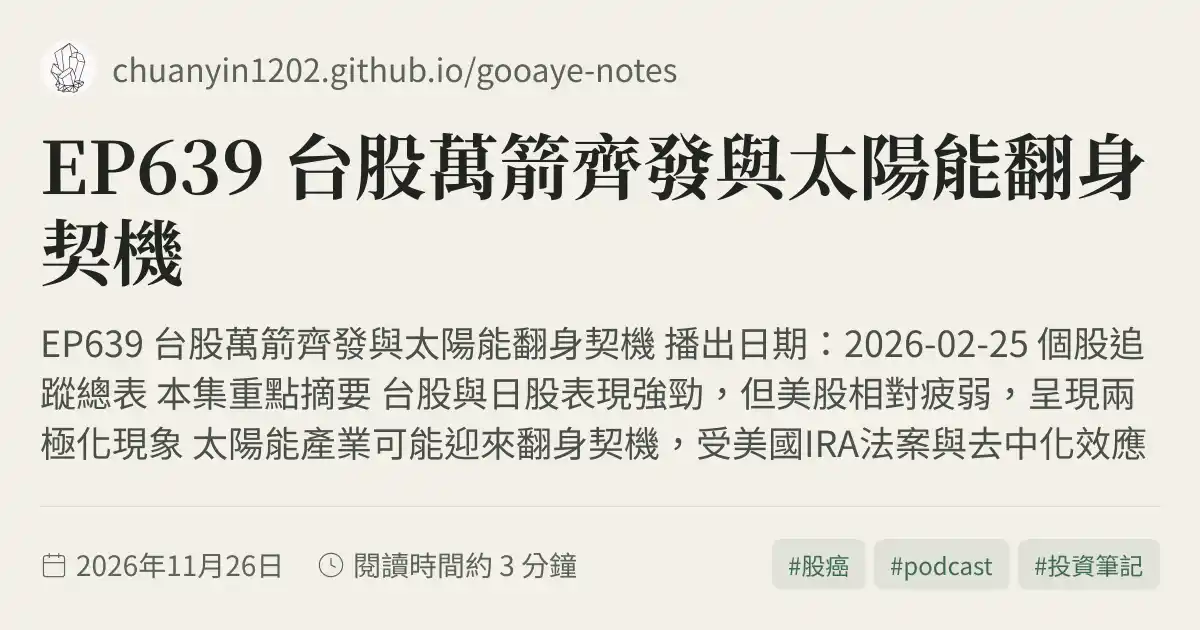 chuanyin1202.github.io/gooaye-notes
EP639 台股萬箭齊發與太陽能翻身
契機
EP639 台股萬箭齊發與太陽能翻身契機 播出日期：2026-02-25 個股追
蹤總表 本集重點摘要 台股與日股表現強勁，但美股相對疲弱，呈現兩
極化現象 太陽能產業可能迎來翻身契機，受美國IRA法案與去中化效應
2026年11月26日
閱讀時間約 3 分鐘
#股癌
#podcast
#投資筆記